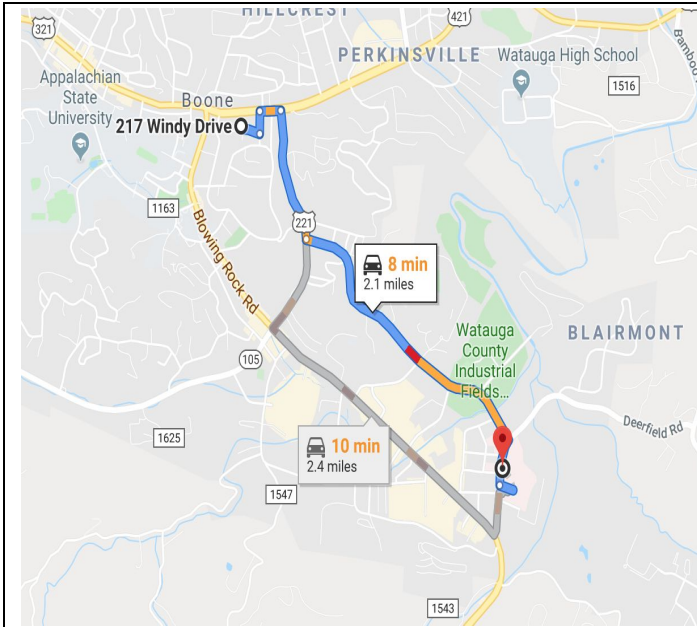 HILLCREST
321
421
PERKINSVILLE
Watauga High School
1516
Appalachian
State
University
Boone
217 Windy Drive
1163
221
Blowing Rock Rd
8 min
2.1 miles
Watauga
County
Industrial
Fields...
BLAIRMONT
105
Deerfield Rd
1625
10 min
2.4 miles
1547
1543